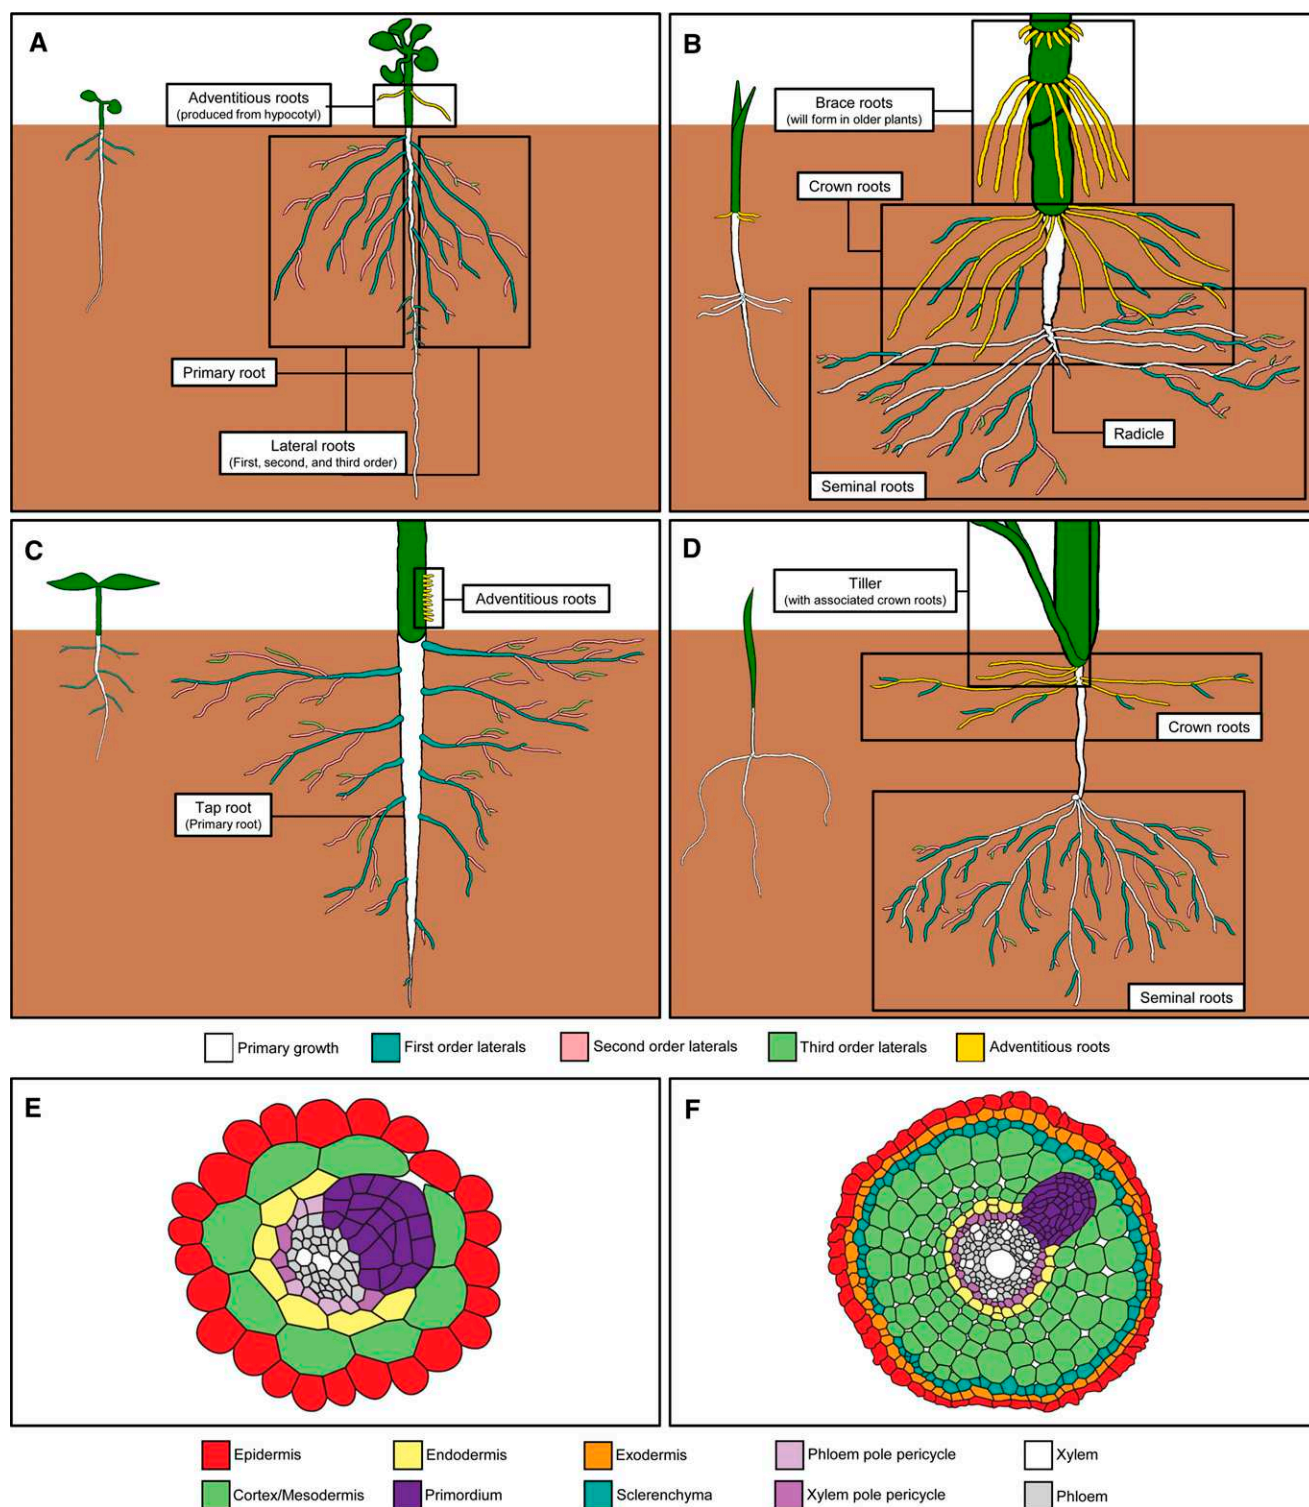 A
Adventitious roots
(produced from hypocotyl)
Primary root
Lateral roots
(First, second, and third order)
B
Brace roots
(will form in older plants)
Crown roots
Radicle
Seminal roots
C
Adventitious roots
Tap root
(Primary root)
D
Tiller
(with associated crown roots)
Crown roots
Seminal roots
Primary growth
First order laterals
Second order laterals
Third order laterals
Adventitious roots
E
F
Epidermis
Endodermis
Exodermis
Phloem pole pericycle
Xylem
Cortex/Mesodermis
Primordium
Sclerenchyma
Xylem pole pericycle
Phloem